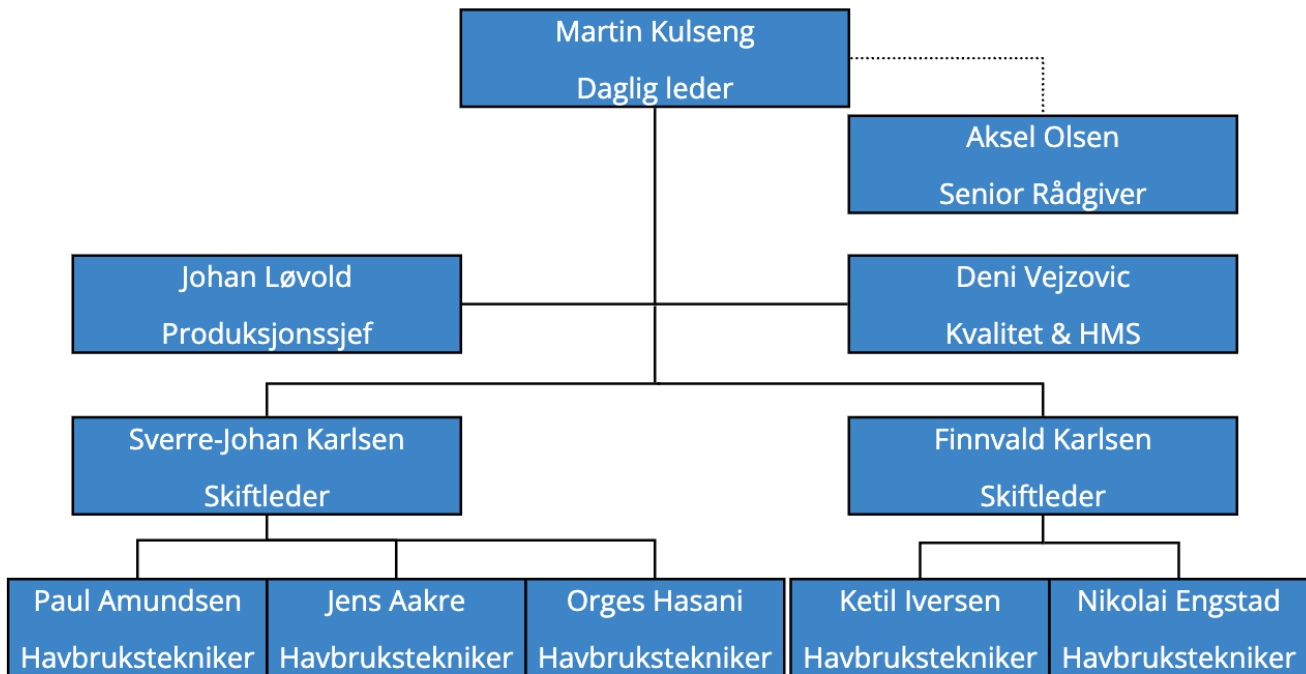 Martin Kulseng
Daglig leder
Aksel Olsen
Senior Rådgiver
Johan Løvold
Produksjonssjef
Deni Vejzovic
Kvalitet & HMS
Sverre-Johan Karlsen
Skiftleder
Finnvald Karlsen
Skiftleder
Paul Amundsen
Havbrukstekniker
Jens Aakre
Havbrukstekniker
Orges Hasani
Havbrukstekniker
Ketil Iversen
Havbrukstekniker
Nikolai Engstad
Havbrukstekniker